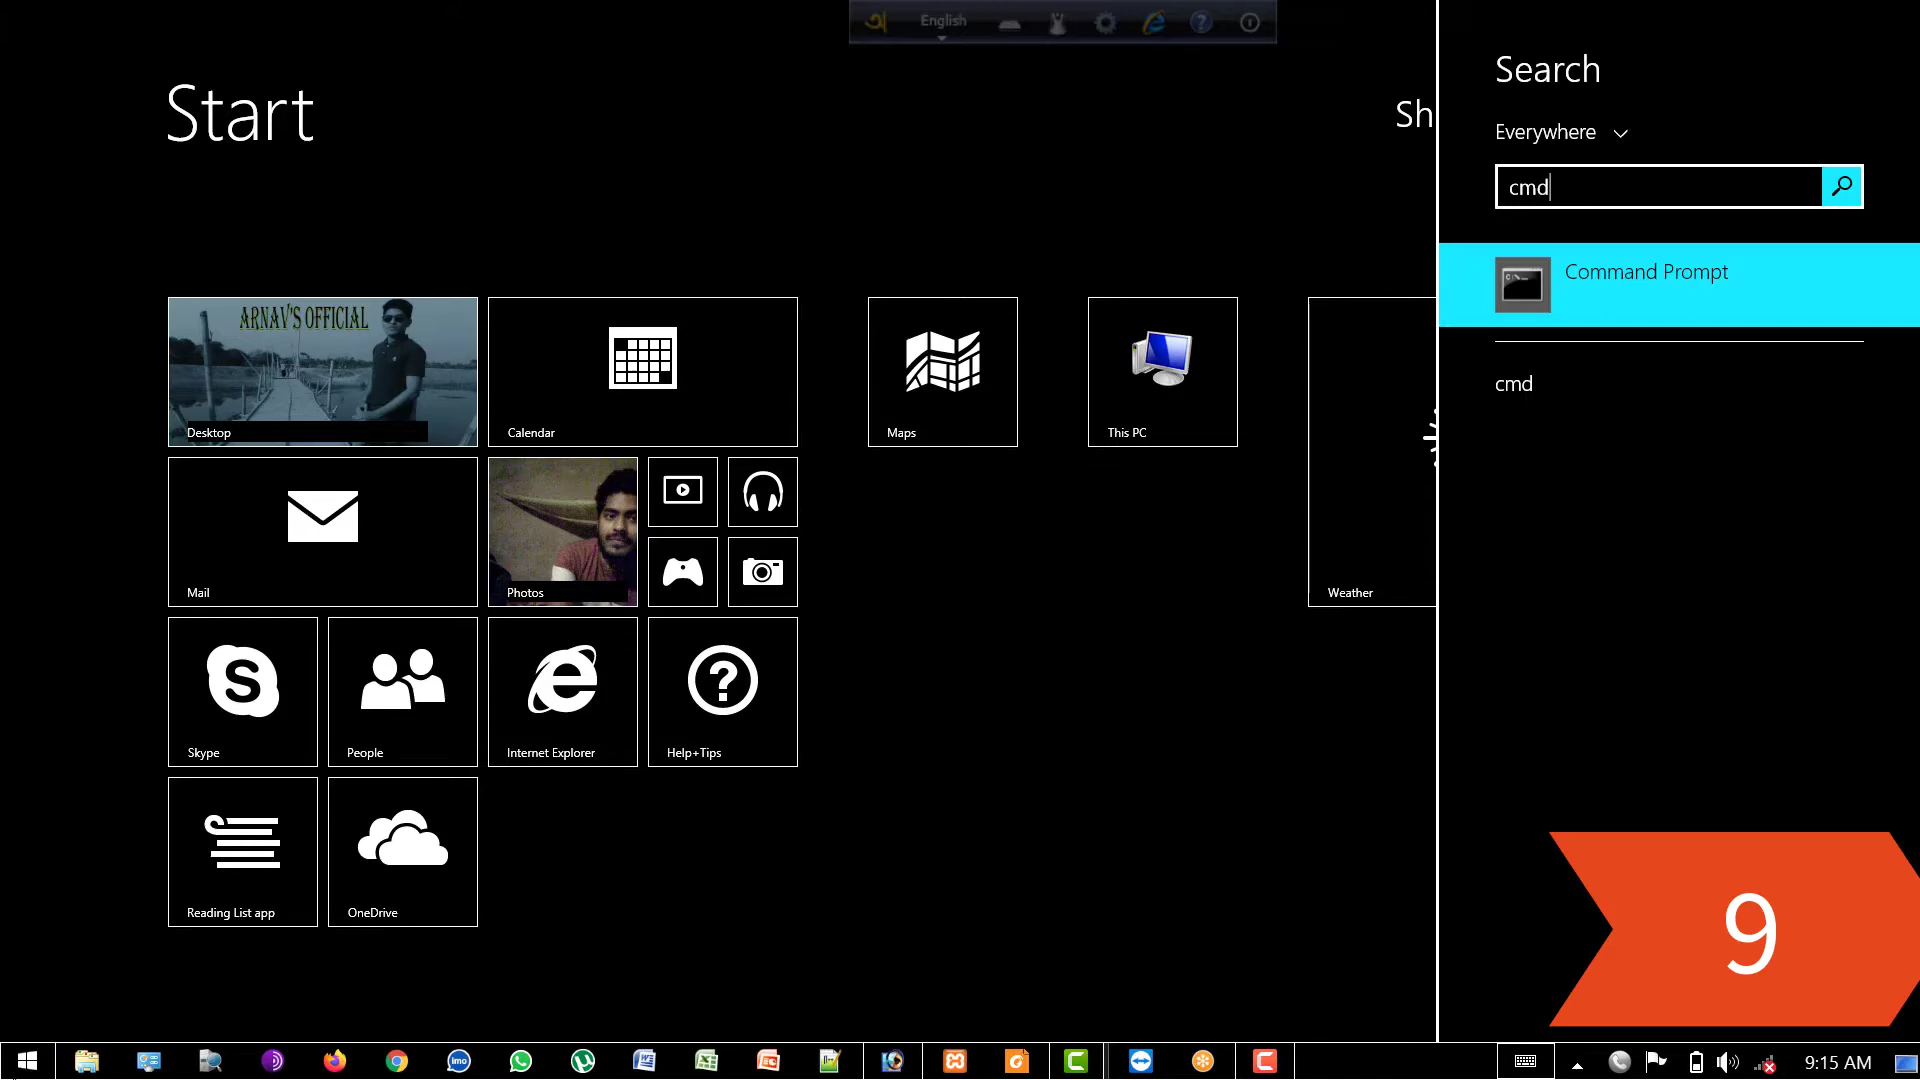 অ English
Start
Sh
Search
Everywhere
cmd
Command Prompt
cmd
ARNAV'S OFFICIAL
Desktop
Calendar
Maps
This PC
Mail
Photos
Weather
Skype
People
Internet Explorer
Help+Tips
Reading List app
OneDrive
9
imo
9:15 AM